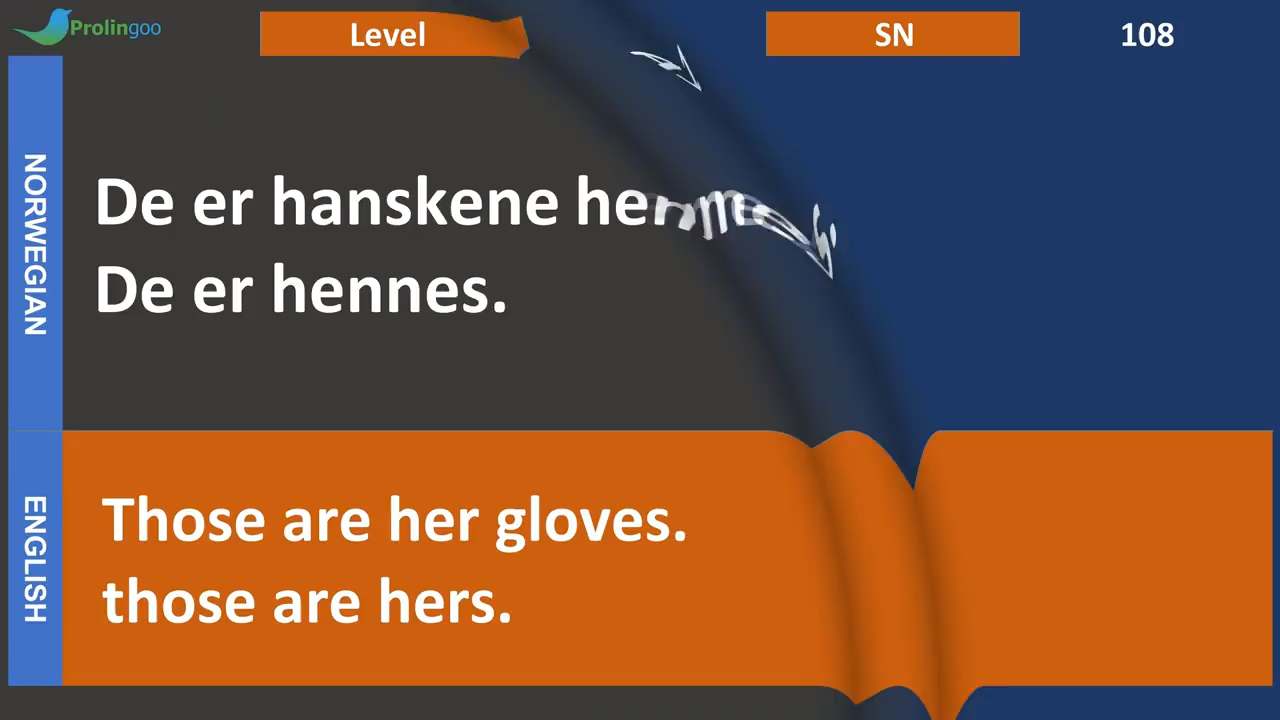 Prolingoo
Level
SN
108
NORWEGIAN
De er hanskene
De er hennes.
ENGLISH
Those are her gloves.
those are hers.